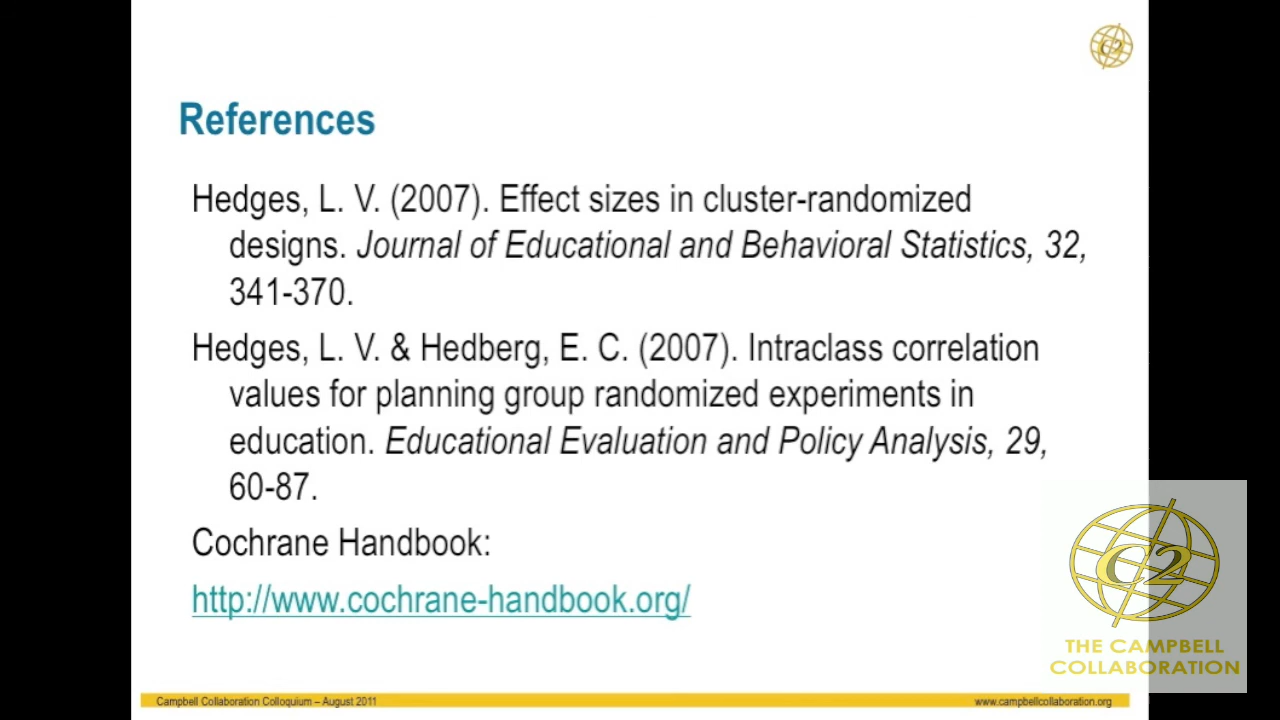 C2
References
Hedges, L. V. (2007). Effect sizes in cluster-randomized
designs. Journal of Educational and Behavioral Statistics, 32,
341-370.
Hedges, L. V. & Hedberg, E. C. (2007). Intraclass correlation
values for planning group randomized experiments in
education. Educational Evaluation and Policy Analysis, 29,
60-87.
Cochrane Handbook:
http://www.cochrane-handbook.org/
C2
THE CAMPBELL
COLLABORATION
Campbell Collaboration Colloquium – August 2011
www.campbellcollaboration.org